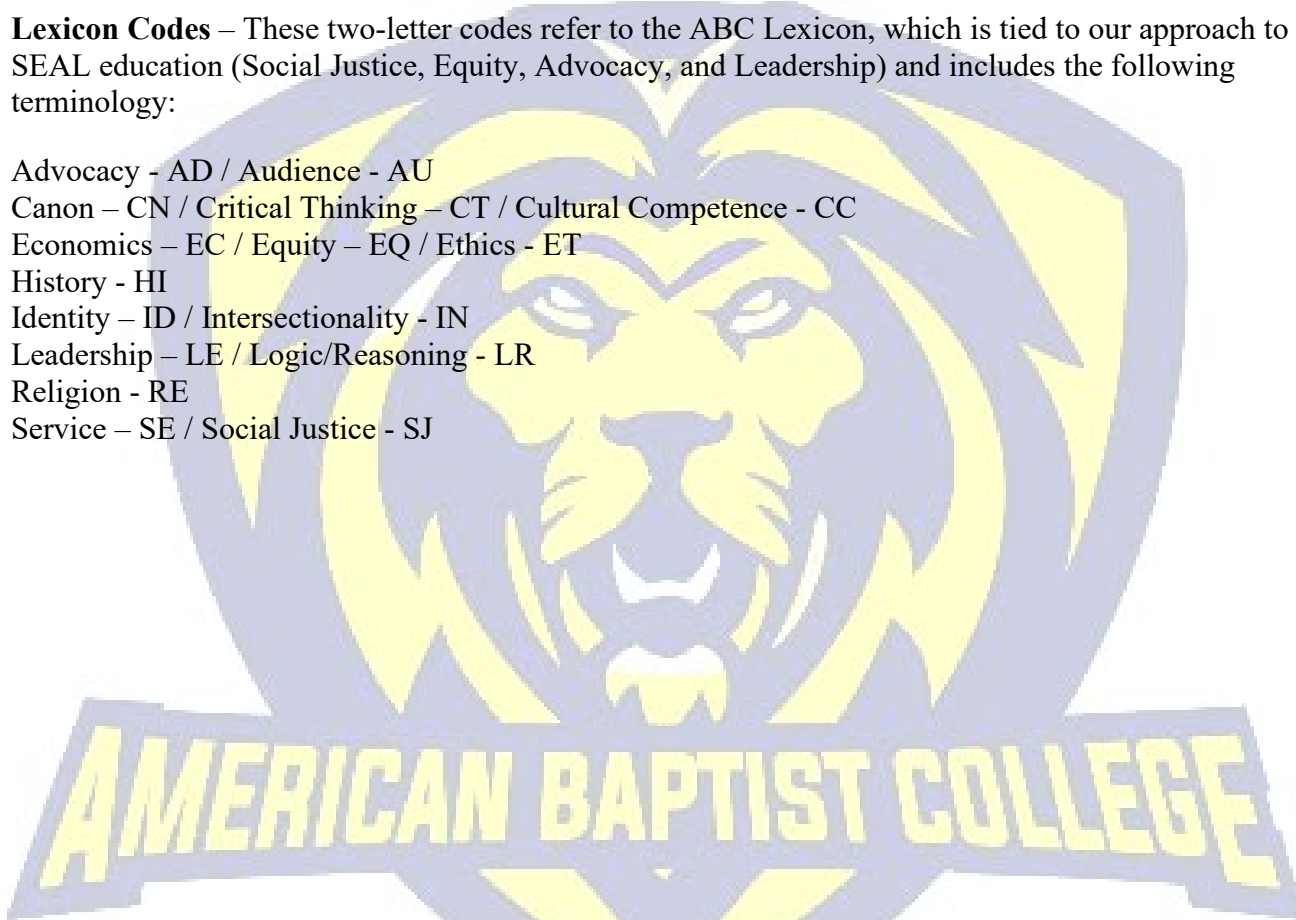 Lexicon Codes – These two-letter codes refer to the ABC Lexicon, which is tied to our approach to
SEAL education (Social Justice, Equity, Advocacy, and Leadership) and includes the following
terminology:
Advocacy - AD / Audience - AU
Canon – CN / Critical Thinking – CT / Cultural Competence - CC
Economics – EC / Equity – EQ / Ethics - ET
History - HI
Identity – ID / Intersectionality - IN
Leadership – LE / Logic/Reasoning - LR
Religion - RE
Service – SE / Social Justice - SJ
AMERICAN BAPTIST COLLEGE